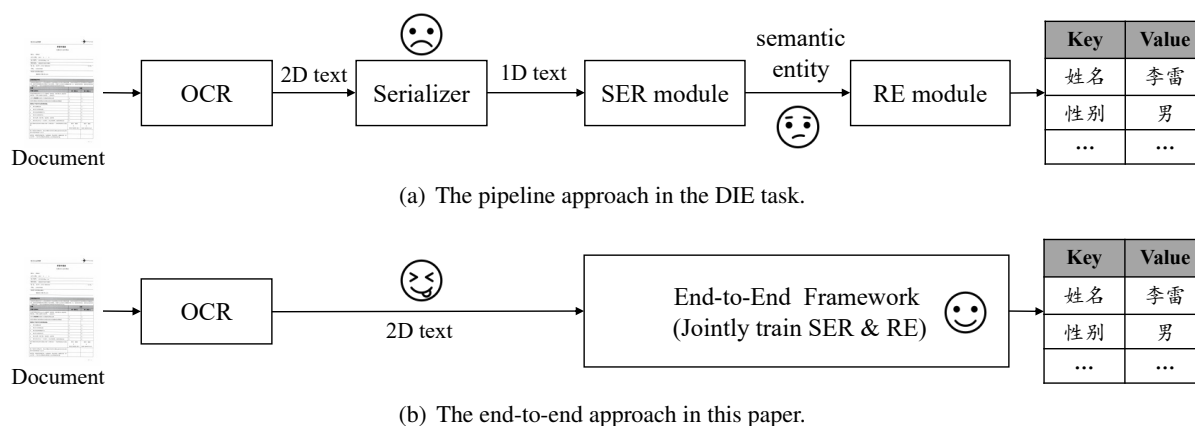 semantic
entity
2D text
1D text
OCR
Serializer
SER module
RE module
Document
Key Value
姓名 李雷
性别 男
... ...
(a) The pipeline approach in the DIE task.
OCR
2D text
End-to-End Framework
(Jointly train SER & RE)
Document
Key Value
姓名 李雷
性别 男
... ...
(b) The end-to-end approach in this paper.